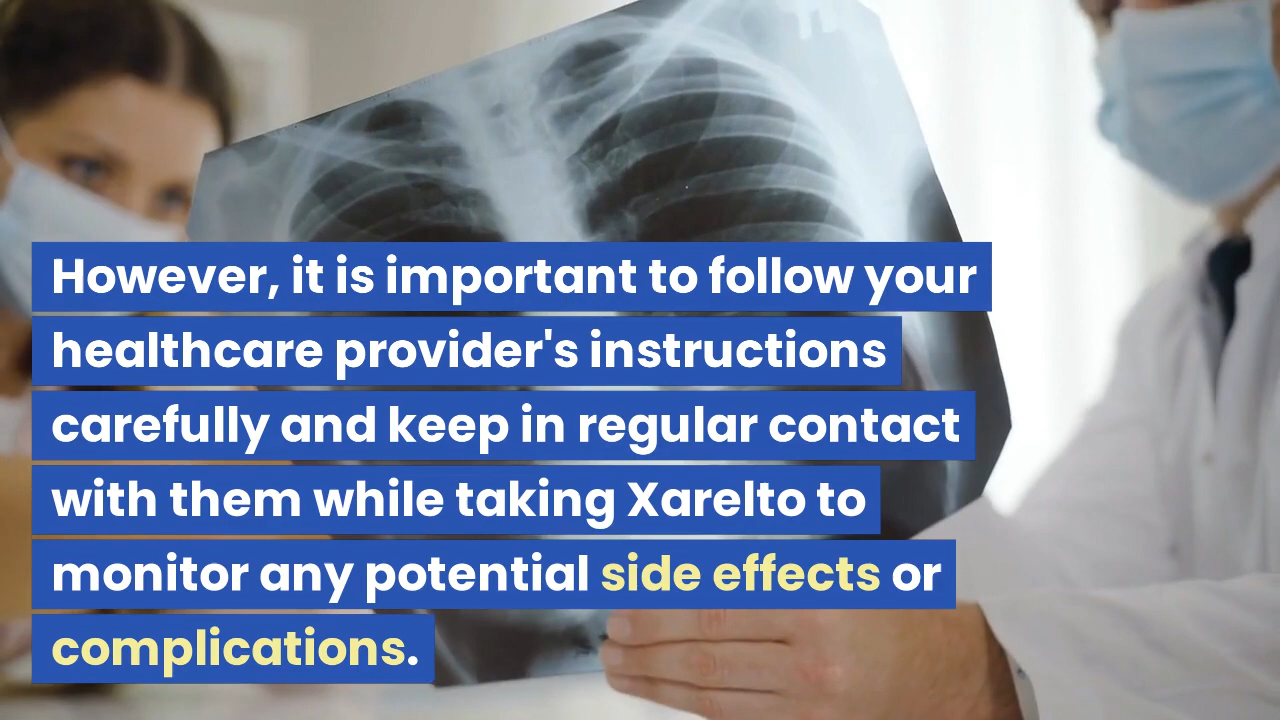 However, it is important to follow your
healthcare provider's instructions
carefully and keep in regular contact
with them while taking Xarelto to
monitor any potential side effects or
complications.